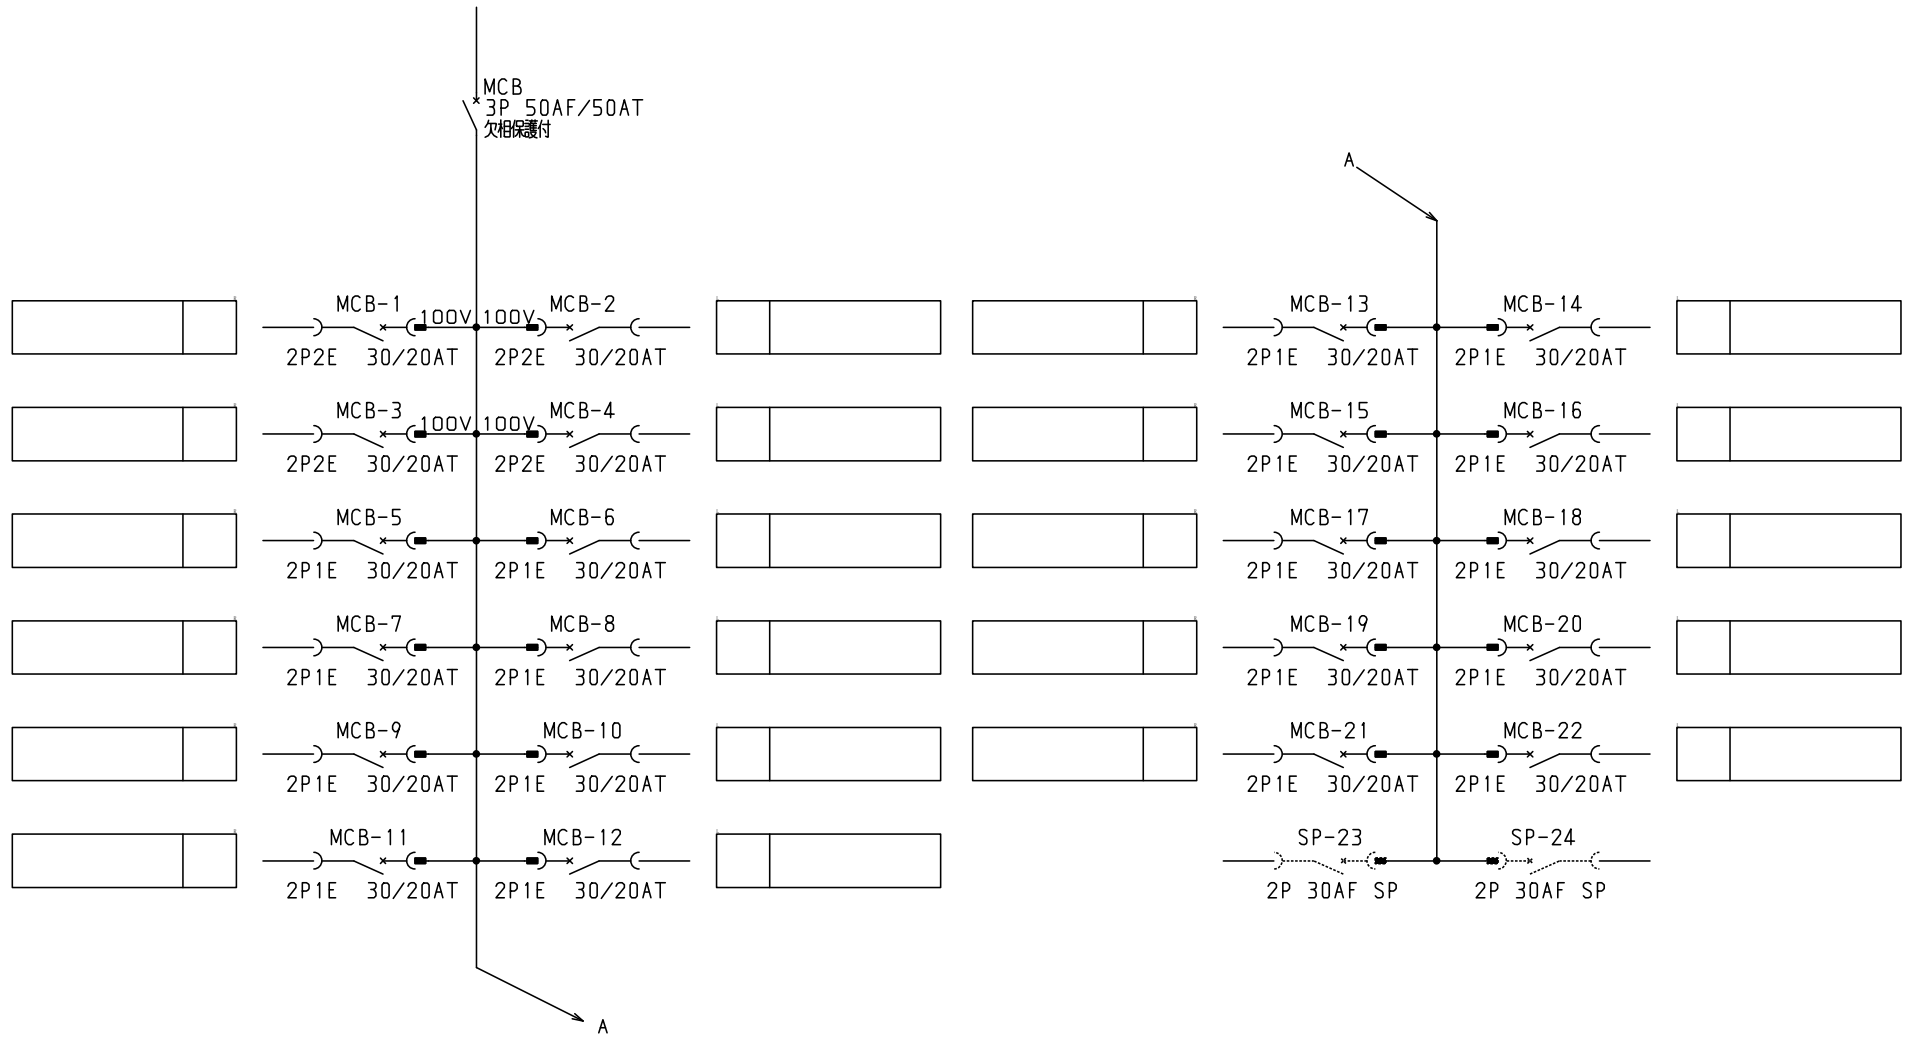 MCB
3P 50AF/50AT
欠相保護付
MCB-1 100V 100V MCB-2
2P2E 30/20AT 2P2E 30/20AT
MCB-3 100V 100V MCB-4
2P2E 30/20AT 2P2E 30/20AT
MCB-5 MCB-6
2P1E 30/20AT 2P1E 30/20AT
MCB-7 MCB-8
2P1E 30/20AT 2P1E 30/20AT
MCB-9 MCB-10
2P1E 30/20AT 2P1E 30/20AT
MCB-11 MCB-12
2P1E 30/20AT 2P1E 30/20AT
A
A
MCB-13 MCB-14
2P1E 30/20AT 2P1E 30/20AT
MCB-15 MCB-16
2P1E 30/20AT 2P1E 30/20AT
MCB-17 MCB-18
2P1E 30/20AT 2P1E 30/20AT
MCB-19 MCB-20
2P1E 30/20AT 2P1E 30/20AT
MCB-21 MCB-22
2P1E 30/20AT 2P1E 30/20AT
SP-23 SP-24
2P 30AF SP 2P 30AF SP